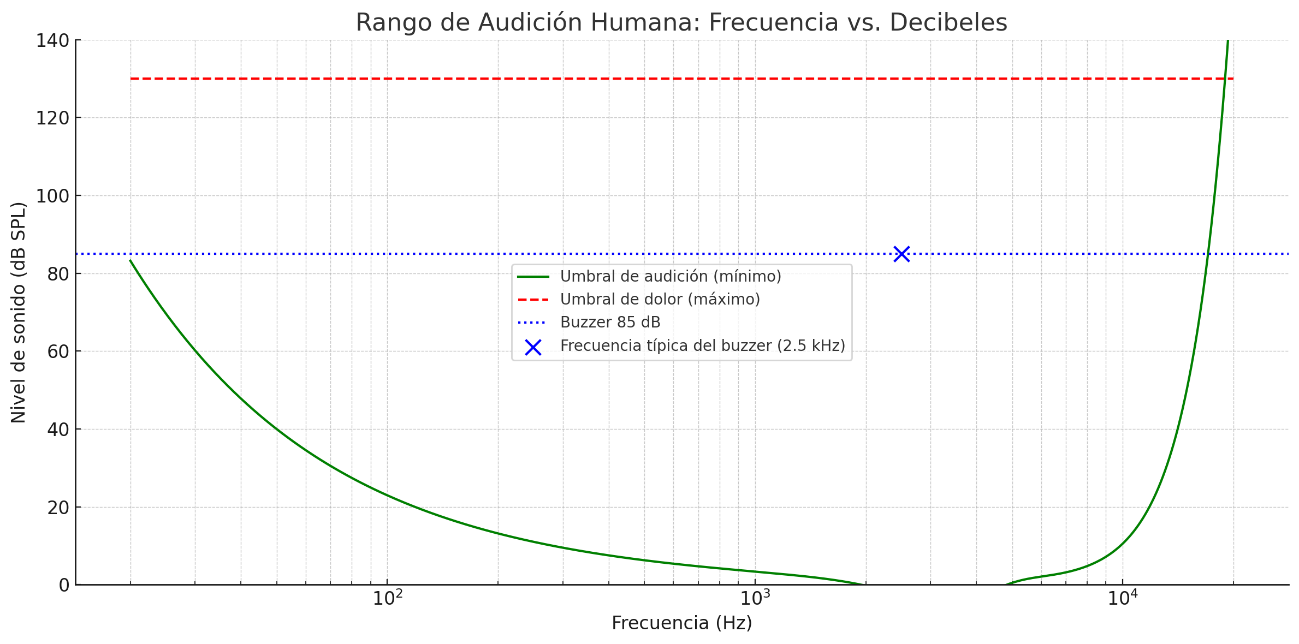 Rango de Audición Humana: Frecuencia vs. Decibeles
Nivel de sonido (dB SPL)
140
120
100
80
60
40
20
0
Umbral de audición (mínimo)
Umbral de dolor (máximo)
Buzzer 85 dB
Frecuencia típica del buzzer (2.5 kHz)
10² 10³ 10⁴
Frecuencia (Hz)